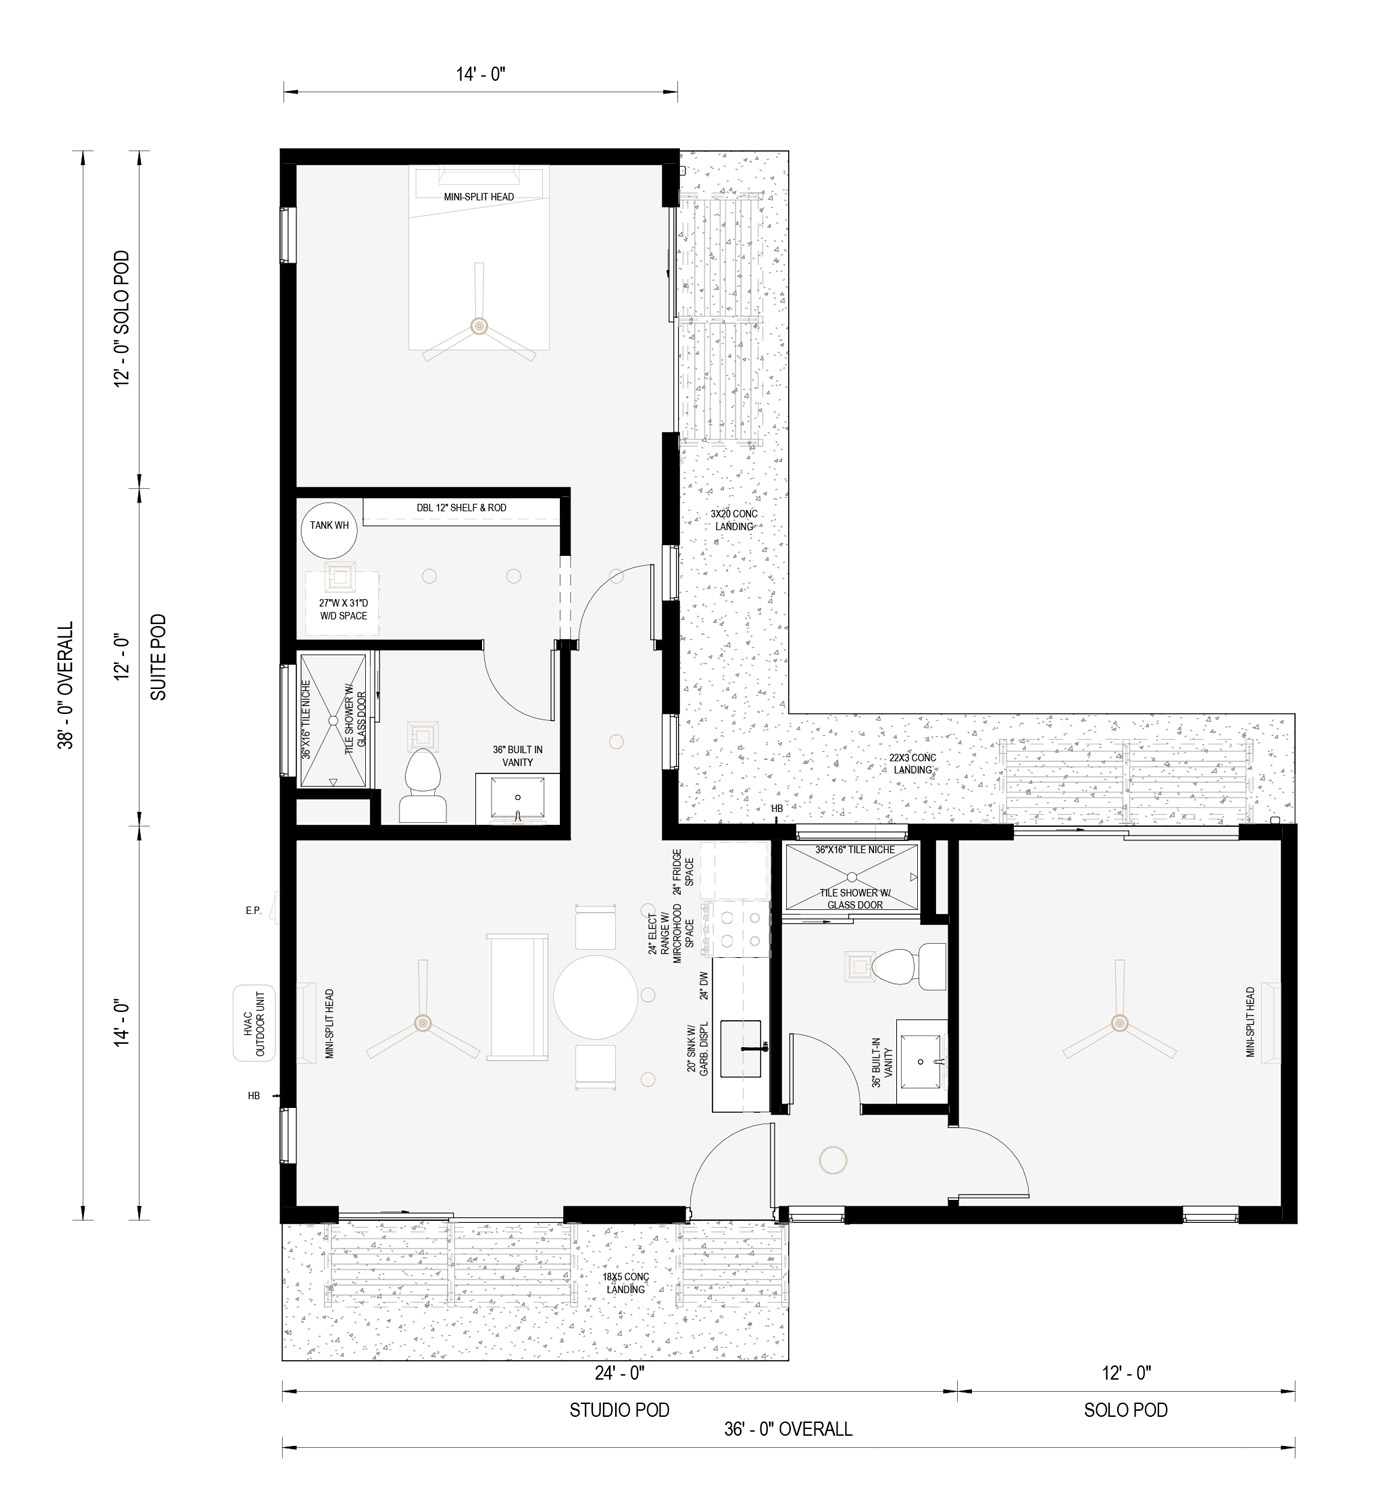 14' - 0"
MINI-SPLIT HEAD
12' - 0" SOLO POD
38' - 0" OVERALL
12' - 0"
SUITE POD
14' - 0"
DBL 12" SHELF & ROD
TANK WH
27"W X 31"D
W/D SPACE
3X20 CONC
LANDING
36"X16" TILE NICHE
TILE SHOWER W/
GLASS DOOR
36" BUILT IN
VANITY
22X3 CONC
LANDING
HB
36"X16" TILE NICHE
TILE SHOWER W/
GLASS DOOR
24" FRIDGE
SPACE
24" ELECT
RANGE W/
MIRCROHOOD
SPACE
24" DW
20" SINK W/
GARB. DISP'L
E.P.
HVAC
OUTDOOR UNIT
MINI-SPLIT HEAD
HB
36" BUILT-IN
VANITY
MINI-SPLIT HEAD
18X5 CONC
LANDING
24' - 0"
12' - 0"
STUDIO POD
SOLO POD
36' - 0" OVERALL